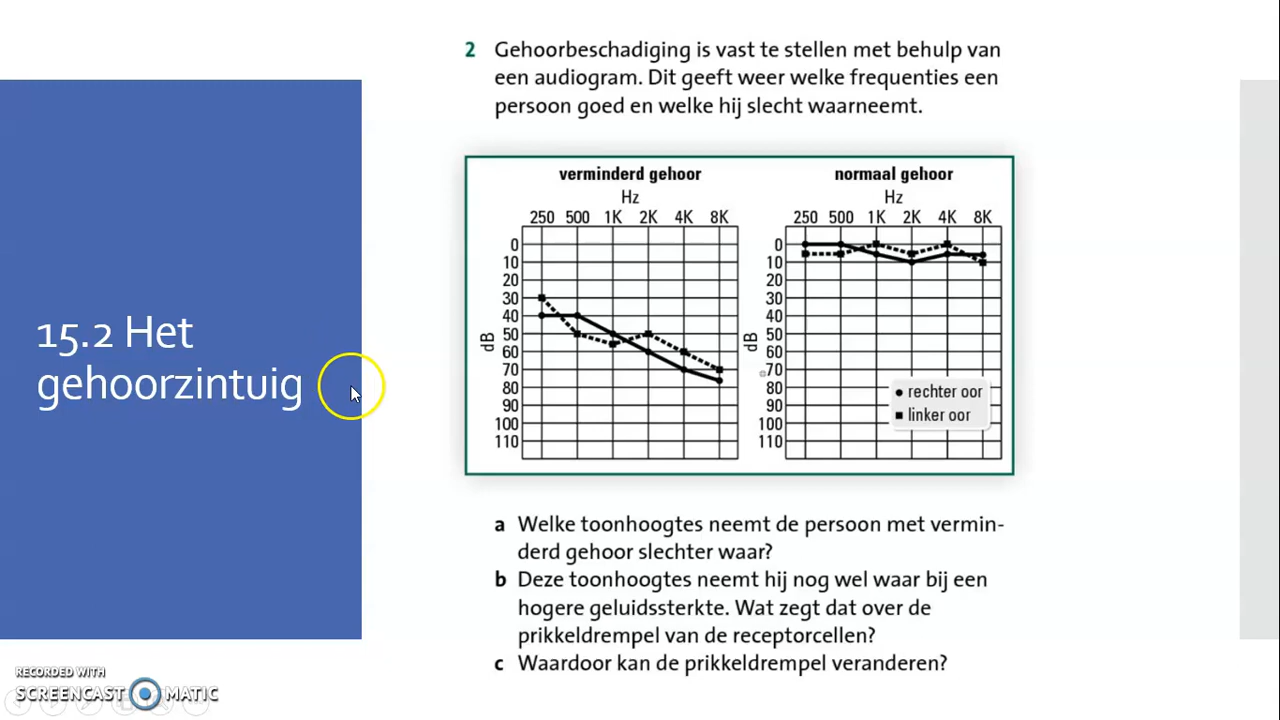 2 Gehoorbeschadiging is vast te stellen met behulp van
een audiogram. Dit geeft weer welke frequenties een
persoon goed en welke hij slecht waarneemt.
15.2 Het
gehoorzintuig
verminderd gehoor
Hz
250 500 1K 2K 4K 8K
0
10
20
30
40
50
60
70
80
90
100
110
dB
normaal gehoor
Hz
250 500 1K 2K 4K 8K
0
10
20
30
40
50
60
70
80
90
100
110
dB
rechter oor
linker oor
a Welke toonhoogtes neemt de persoon met vermin-
derd gehoor slechter waar?
b Deze toonhoogtes neemt hij nog wel waar bij een
hogere geluidssterkte. Wat zegt dat over de
prikkeldrempel van de receptorcellen?
c Waardoor kan de prikkeldrempel veranderen?
RECORDED WITH
SCREENCAST MATIC